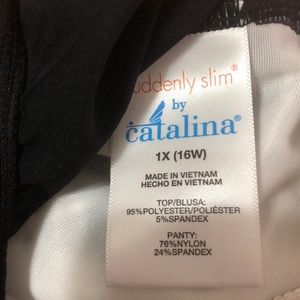 uddenly slim®
by
catalina®
1X (16W)
MADE IN VIETNAM
HECHO EN VIETNAM
TOP/BLUSA:
95%POLYESTER/POLIÉSTER
5%SPANDEX
PANTY:
76%NYLON
24%SPANDEX